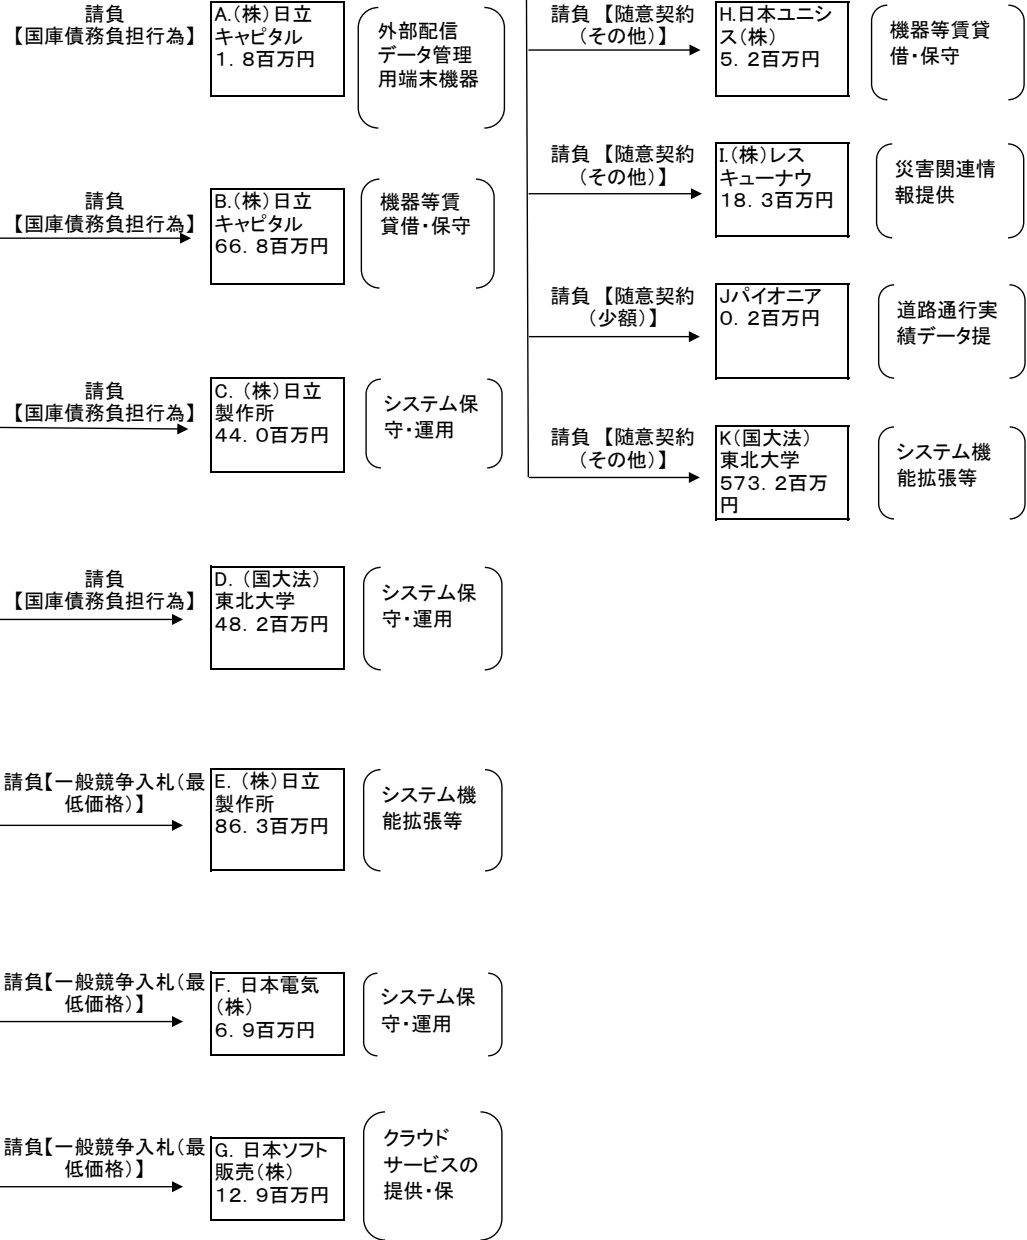 請負
【国庫債務負担行為】
A.(株)日立
キャピタル
1．8百万円
外部配信
データ管理
用端末機器
請負
【国庫債務負担行為】
B.(株)日立
キャピタル
66．8百万円
機器等賃
貸借・保守
請負
【国庫債務負担行為】
C．（株）日立
製作所
44．0百万円
システム保
守・運用
請負
【国庫債務負担行為】
D．（国大法）
東北大学
48．2百万円
システム保
守・運用
請負【一般競争入札（最
低価格）】
E．（株）日立
製作所
86．3百万円
システム機
能拡張等
請負【一般競争入札（最
低価格）】
F．日本電気
（株）
6．9百万円
システム保
守・運用
請負【一般競争入札（最
低価格）】
G．日本ソフト
販売（株）
12．9百万円
クラウド
サービスの
提供・保
請負 【随意契約
（その他）】
H.日本ユニシ
ス（株）
5．2百万円
機器等賃貸
借・保守
請負 【随意契約
（その他）】
I.（株）レス
キューナウ
18．3百万円
災害関連情
報提供
請負 【随意契約
（少額）】
Jパイオニア
0．2百万円
道路通行実
績データ提
請負 【随意契約
（その他）】
K（国大法）
東北大学
573．2百万
円
システム機
能拡張等